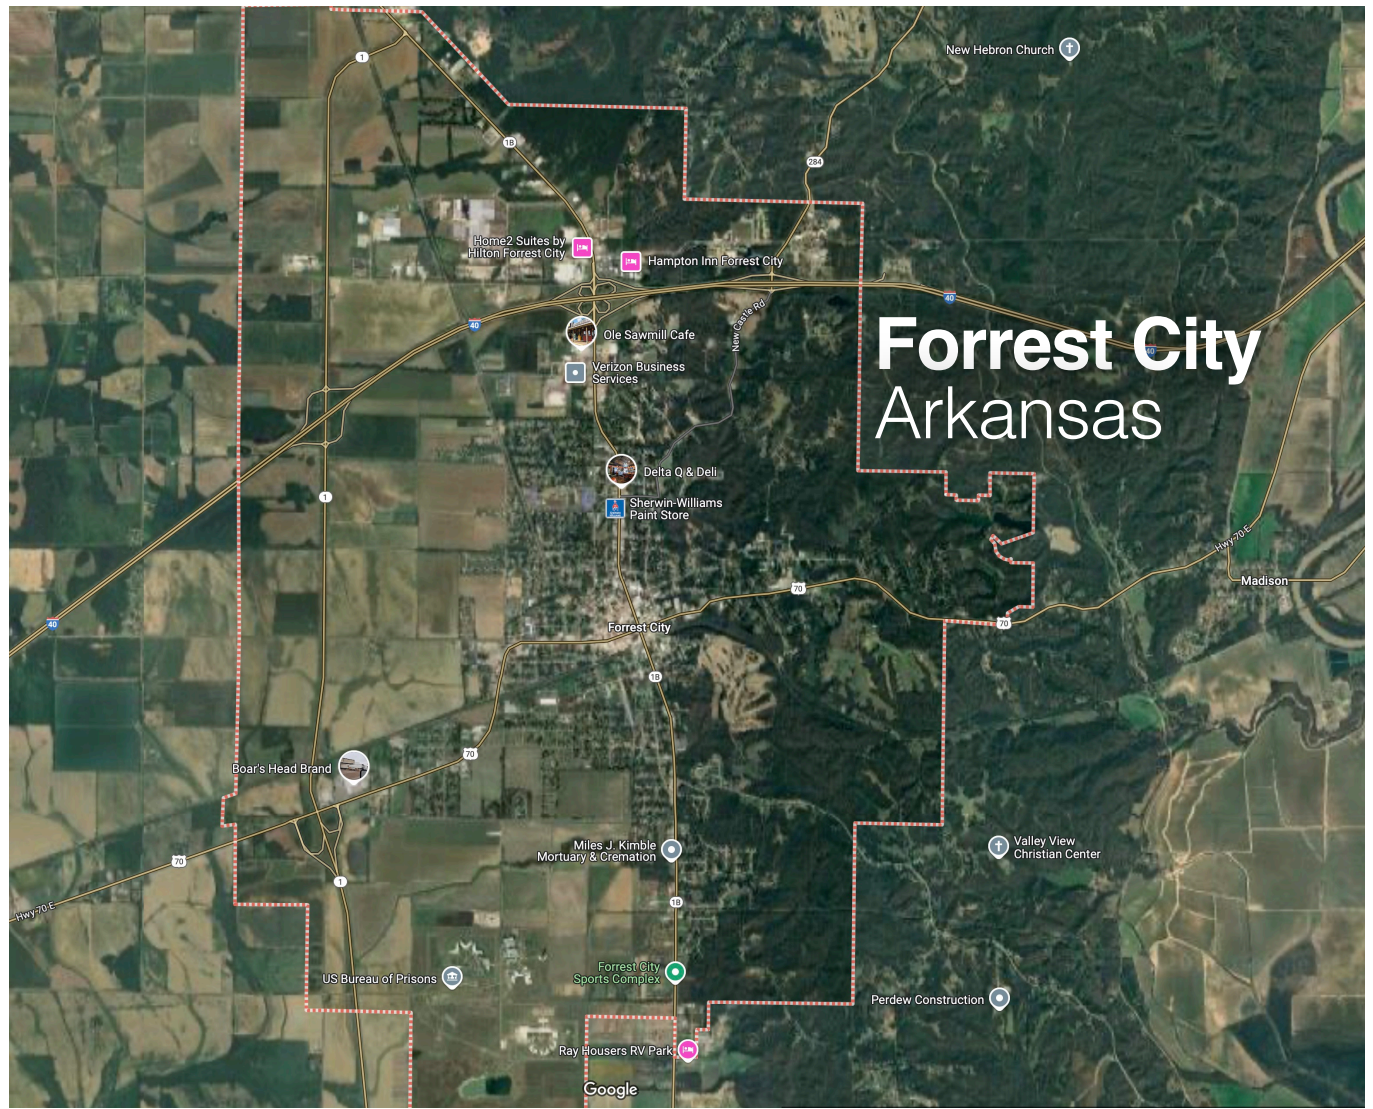 New Hebron Church
1
1B
284
Home2 Suites by
Hilton Forrest City
Hampton Inn Forrest City
40
40
New Castle Rd
Ole Sawmill Cafe
Forrest City
40
Verizon Business
Services
Arkansas
Delta Q & Deli
1
Sherwin-Williams
Paint Store
Hwy-70 E
Madison
70
40
Forrest City
70
1B
70
Boar's Head Brand
Miles J. Kimble
Mortuary & Cremation
Valley View
Christian Center
70
1
1B
Hwy-70 E
US Bureau of Prisons
Forrest City
Sports Complex
Perdew Construction
Ray Housers RV Park
Google